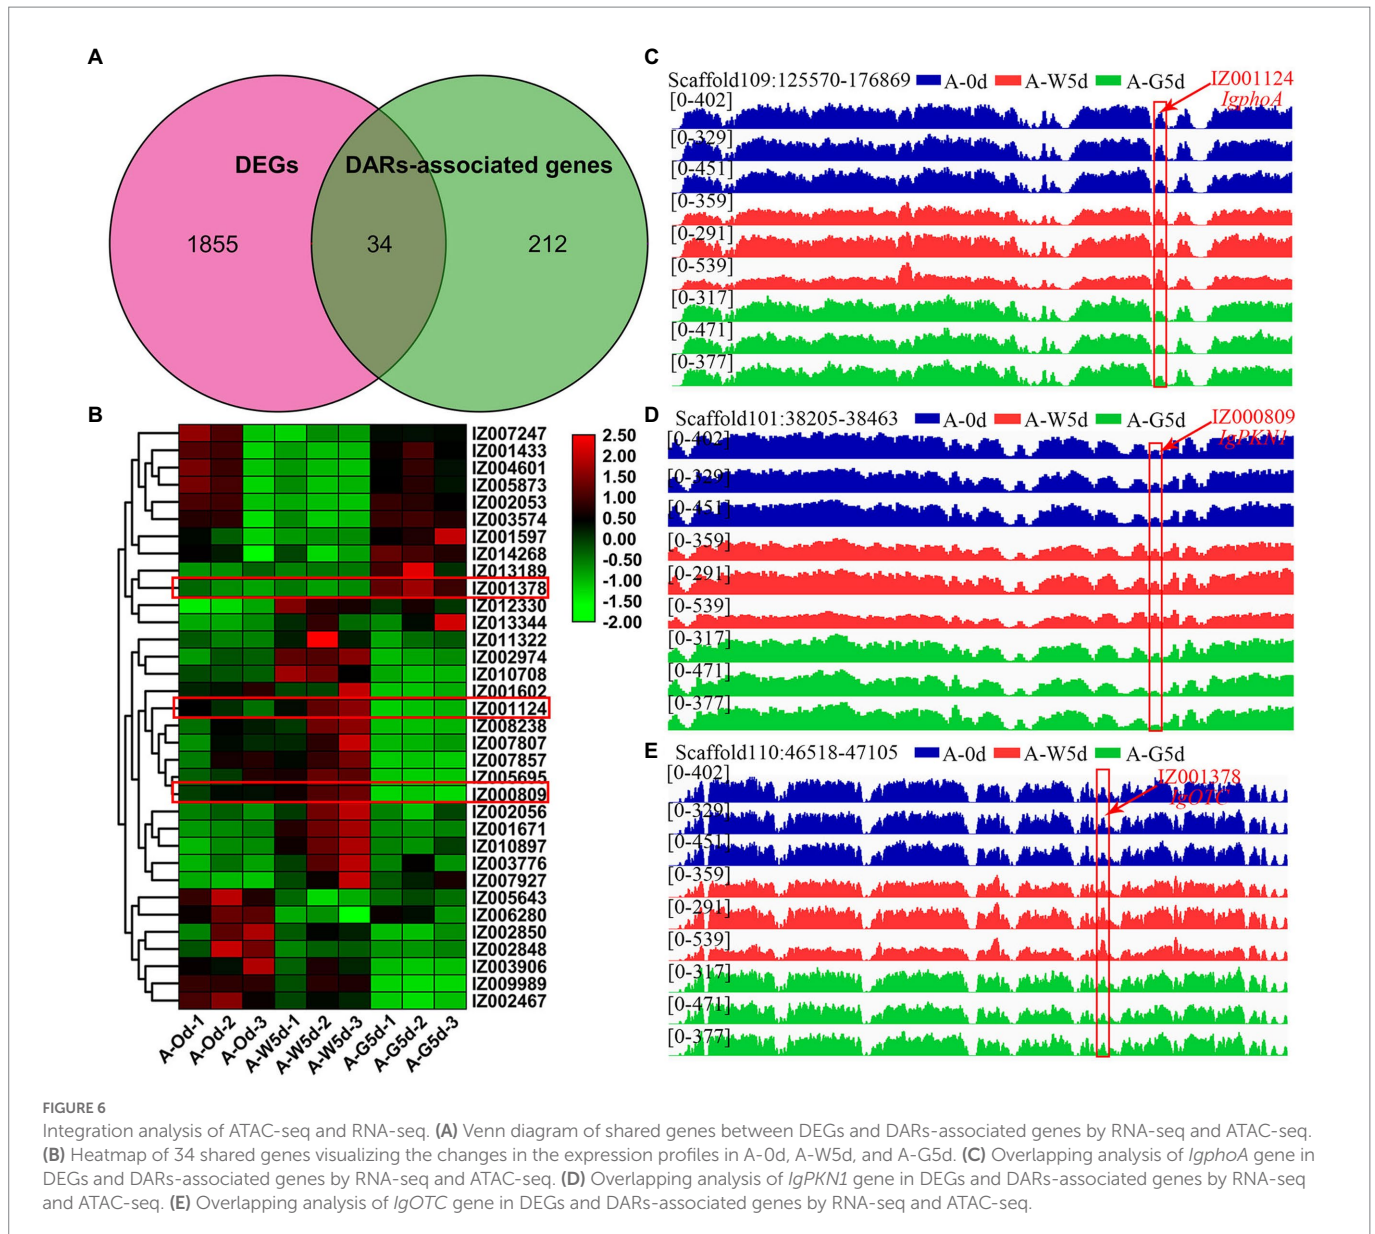 A
DEGs
DARs-associated genes
1855
34
212
B
IZ007247
IZ001433
IZ004601
IZ005873
IZ002053
IZ003574
IZ001597
IZ014268
IZ013189
IZ001378
IZ012330
IZ013344
IZ011322
IZ002974
IZ010708
IZ001602
IZ001124
IZ008238
IZ007807
IZ007857
IZ005695
IZ000809
IZ002056
IZ001671
IZ010897
IZ003776
IZ007927
IZ005643
IZ006280
IZ002850
IZ002848
IZ003906
IZ009989
IZ002467
2.50
2.00
1.50
1.00
0.50
0.00
-0.50
-1.00
-1.50
-2.00
A-Od-1
A-Od-2
A-Od-3
A-W5d-1
A-W5d-2
A-W5d-3
A-G5d-1
A-G5d-2
A-G5d-3
C
Scaffold109:125570-176869 A-0d A-W5d A-G5d
IZ001124
IgphoA
[0-402]
[0-329]
[0-451]
[0-359]
[0-291]
[0-539]
[0-317]
[0-471]
[0-377]
D
Scaffold101:38205-38463 A-0d A-W5d A-G5d
IZ000809
IgPKN1
[0-402]
[0-329]
[0-451]
[0-359]
[0-291]
[0-539]
[0-317]
[0-471]
[0-377]
E
Scaffold110:46518-47105 A-0d A-W5d A-G5d
IZ001378
IgOTC
[0-402]
[0-329]
[0-451]
[0-359]
[0-291]
[0-539]
[0-317]
[0-471]
[0-377]
FIGURE 6
Integration analysis of ATAC-seq and RNA-seq. (A) Venn diagram of shared genes between DEGs and DARs-associated genes by RNA-seq and ATAC-seq.
(B) Heatmap of 34 shared genes visualizing the changes in the expression profiles in A-0d, A-W5d, and A-G5d. (C) Overlapping analysis of IgphoA gene in
DEGs and DARs-associated genes by RNA-seq and ATAC-seq. (D) Overlapping analysis of IgPKN1 gene in DEGs and DARs-associated genes by RNA-seq
and ATAC-seq. (E) Overlapping analysis of IgOTC gene in DEGs and DARs-associated genes by RNA-seq and ATAC-seq.